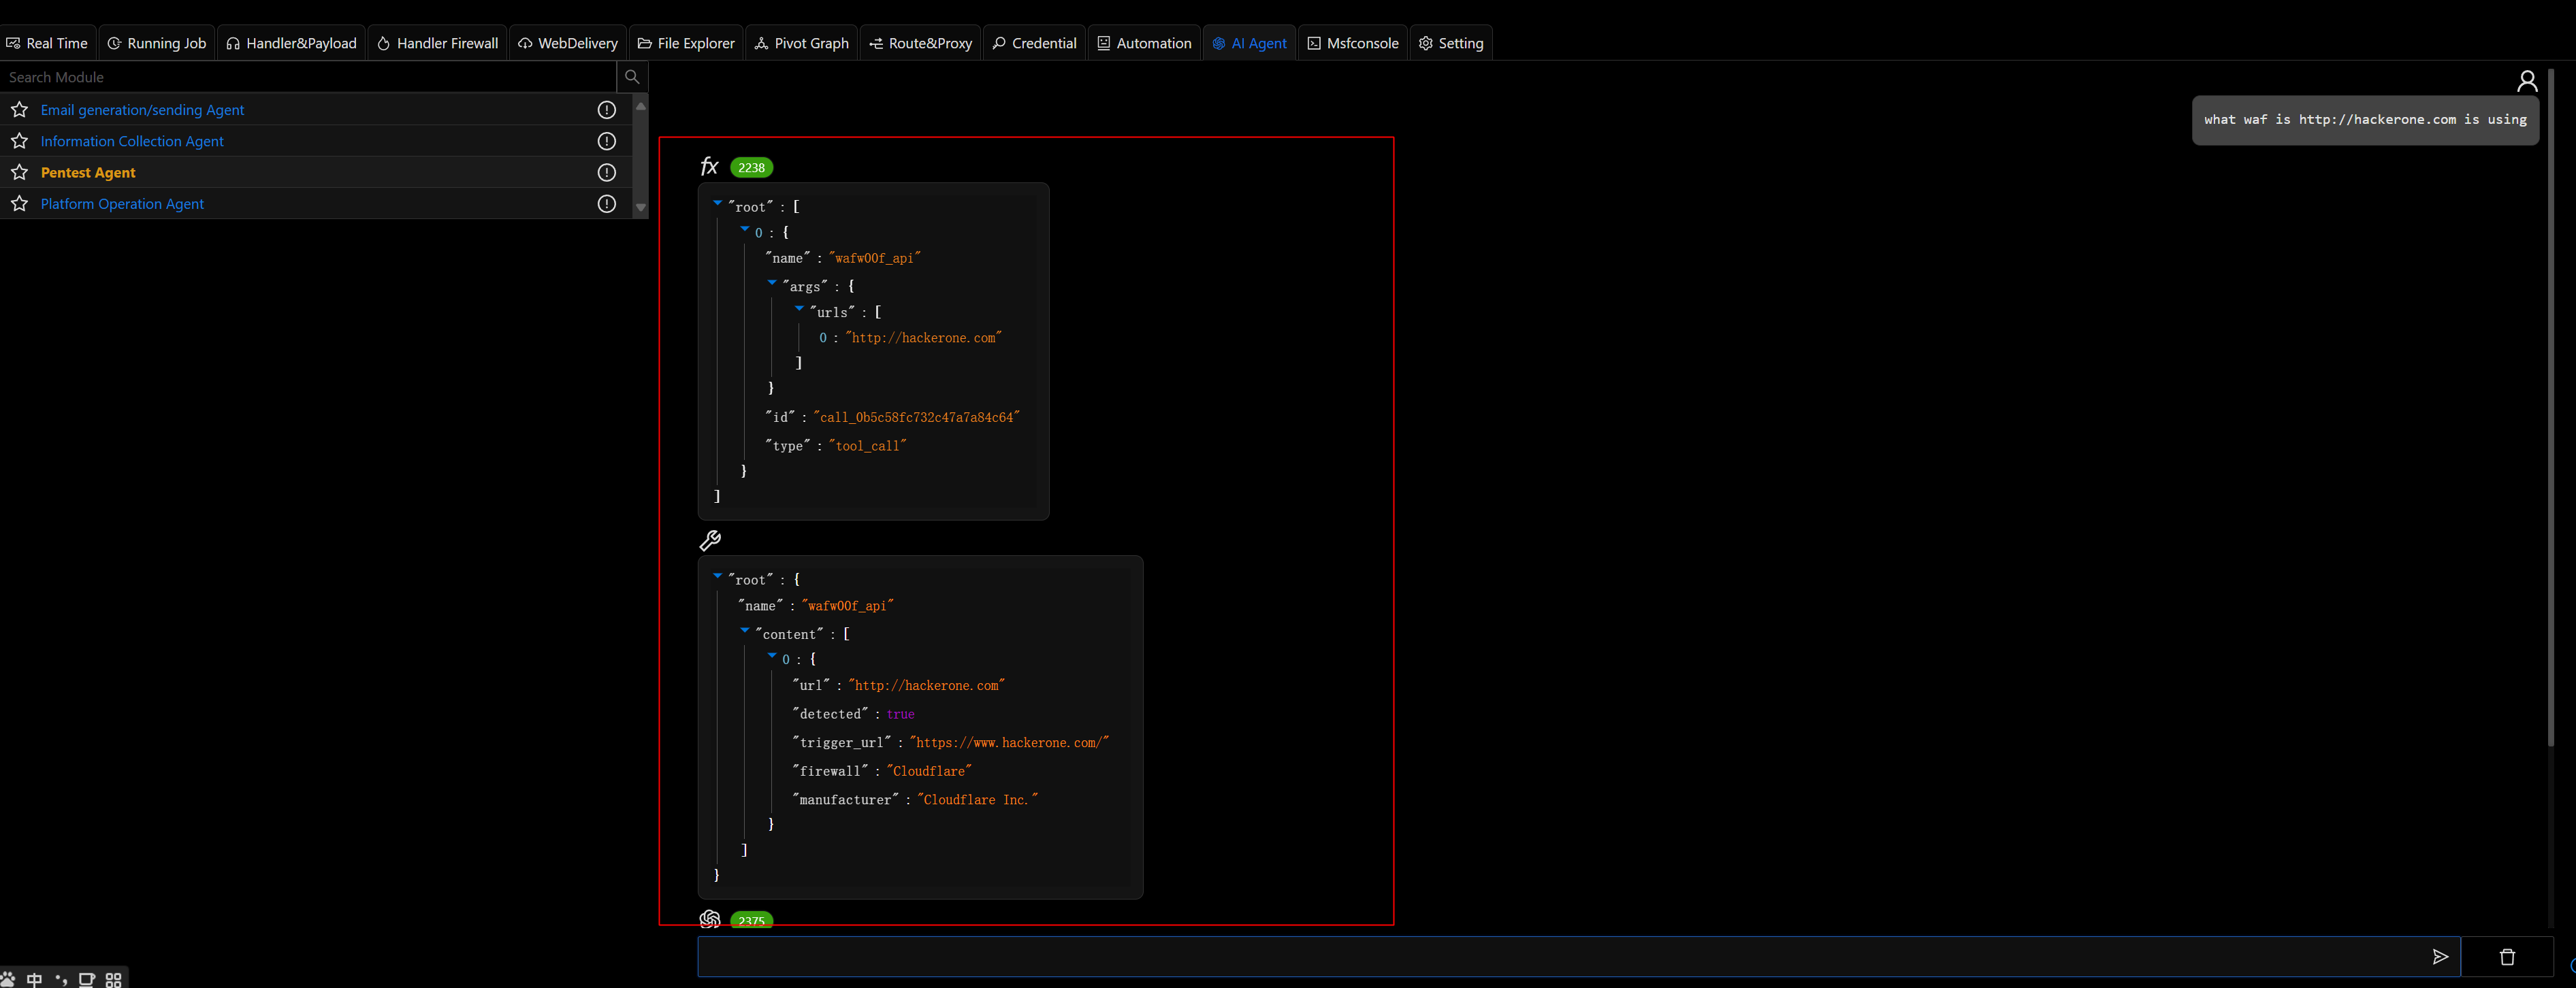 Real Time Running Job Handler&Payload Handler Firewall WebDelivery File Explorer Pivot Graph Route&Proxy Credential Automation AI Agent Msfconsole Setting
Search Module
Email generation/sending Agent
Information Collection Agent
Pentest Agent
Platform Operation Agent
what waf is http://hackerone.com is using
fx 2238
"root" : [
0 : {
"name" : "wafw00f_api"
"args" : {
"urls" : [
0 : "http://hackerone.com"
]
}
"id" : "call_0b5c58fc732c47a7a84c64"
"type" : "tool_call"
}
]
"root" : {
"name" : "wafw00f_api"
"content" : [
0 : {
"url" : "http://hackerone.com"
"detected" : true
"trigger_url" : "https://www.hackerone.com/"
"firewall" : "Cloudflare"
"manufacturer" : "Cloudflare Inc."
}
]
}
2375
中